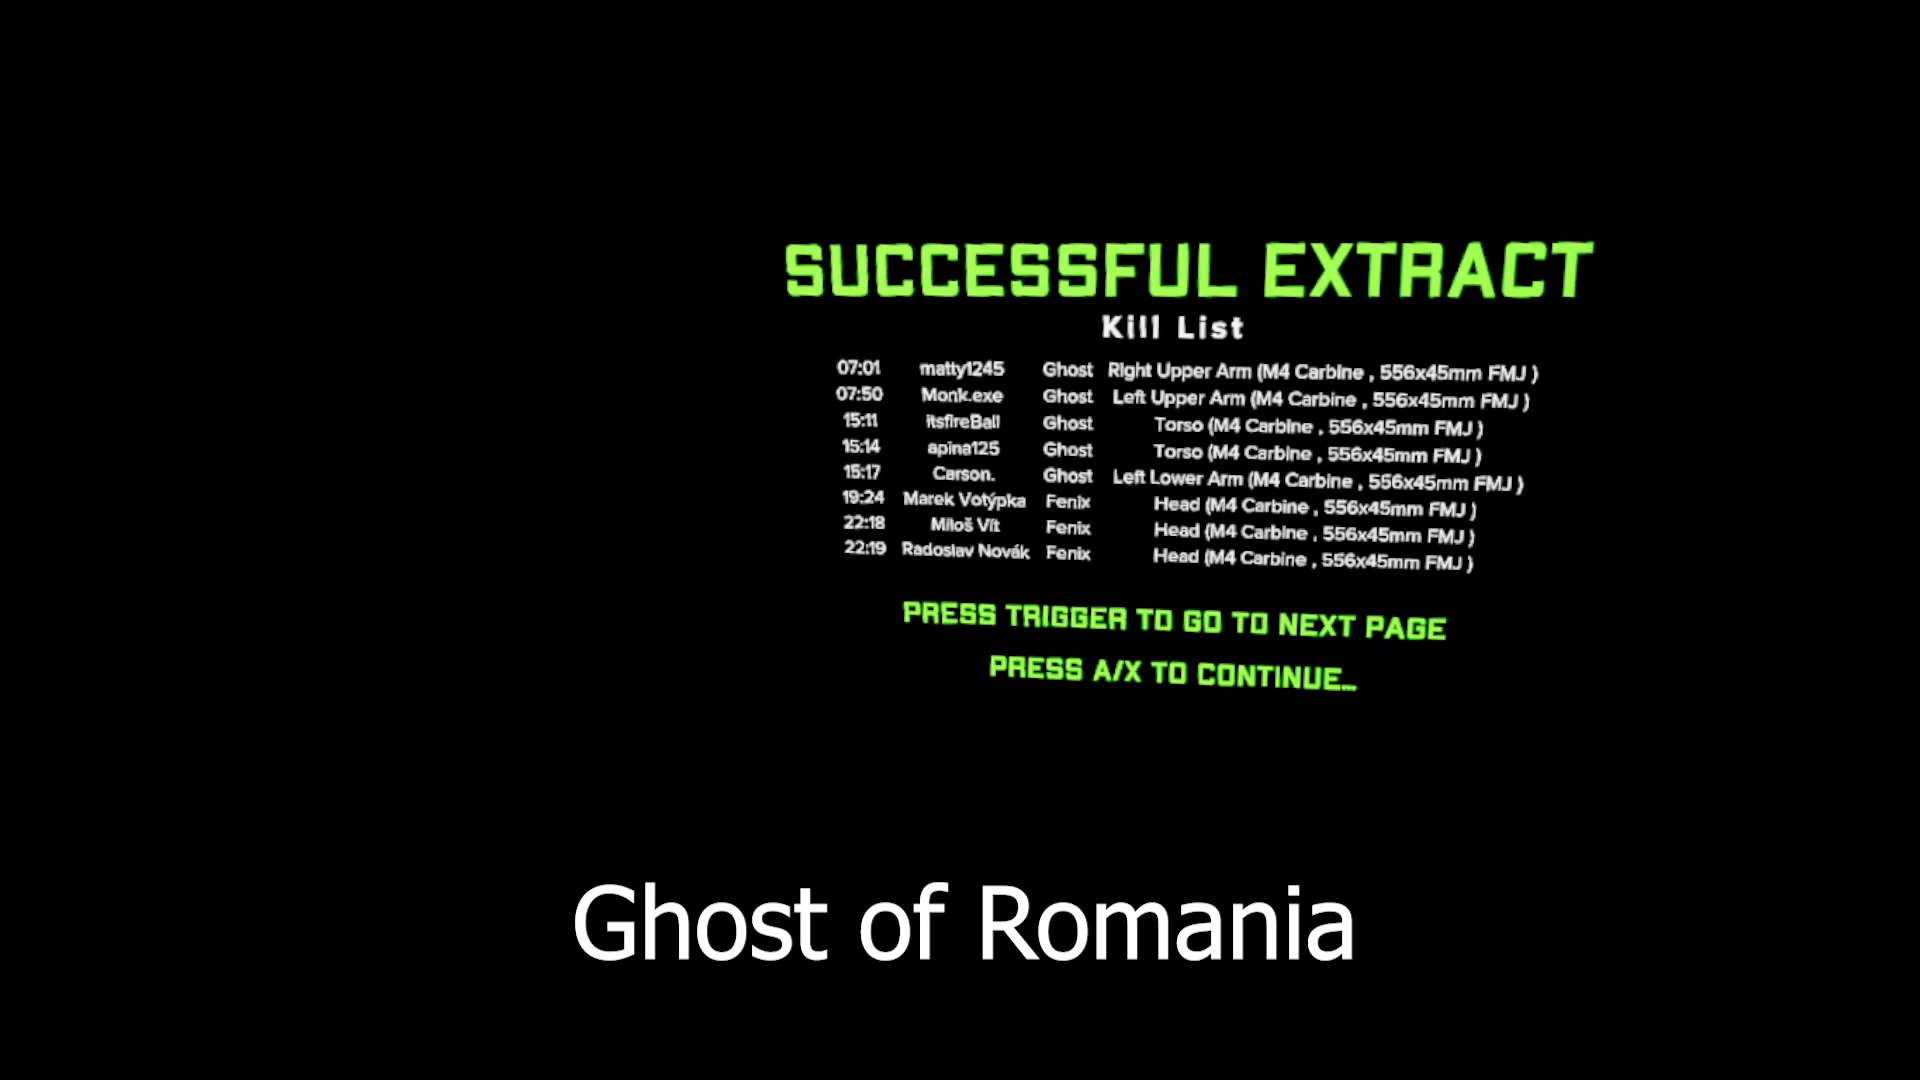 SUCCESSFUL EXTRACT
Kill List
07:01 matty1245 Ghost Right Upper Arm (M4 Carbine , 556x45mm FMJ )
07:50 Monk.exe Ghost Left Upper Arm (M4 Carbine , 556x45mm FMJ )
15:11 itsfireBall Ghost Torso (M4 Carbine , 556x45mm FMJ )
15:14 apina125 Ghost Torso (M4 Carbine , 556x45mm FMJ )
15:17 Carson. Ghost Left Lower Arm (M4 Carbine , 556x45mm FMJ )
19:24 Marek Votýpka Fenix Head (M4 Carbine , 556x45mm FMJ )
22:18 Miloš Vít Fenix Head (M4 Carbine , 556x45mm FMJ )
22:19 Radoslav Novák Fenix Head (M4 Carbine , 556x45mm FMJ )
PRESS TRIGGER TO GO TO NEXT PAGE
PRESS A/X TO CONTINUE...
Ghost of Romania